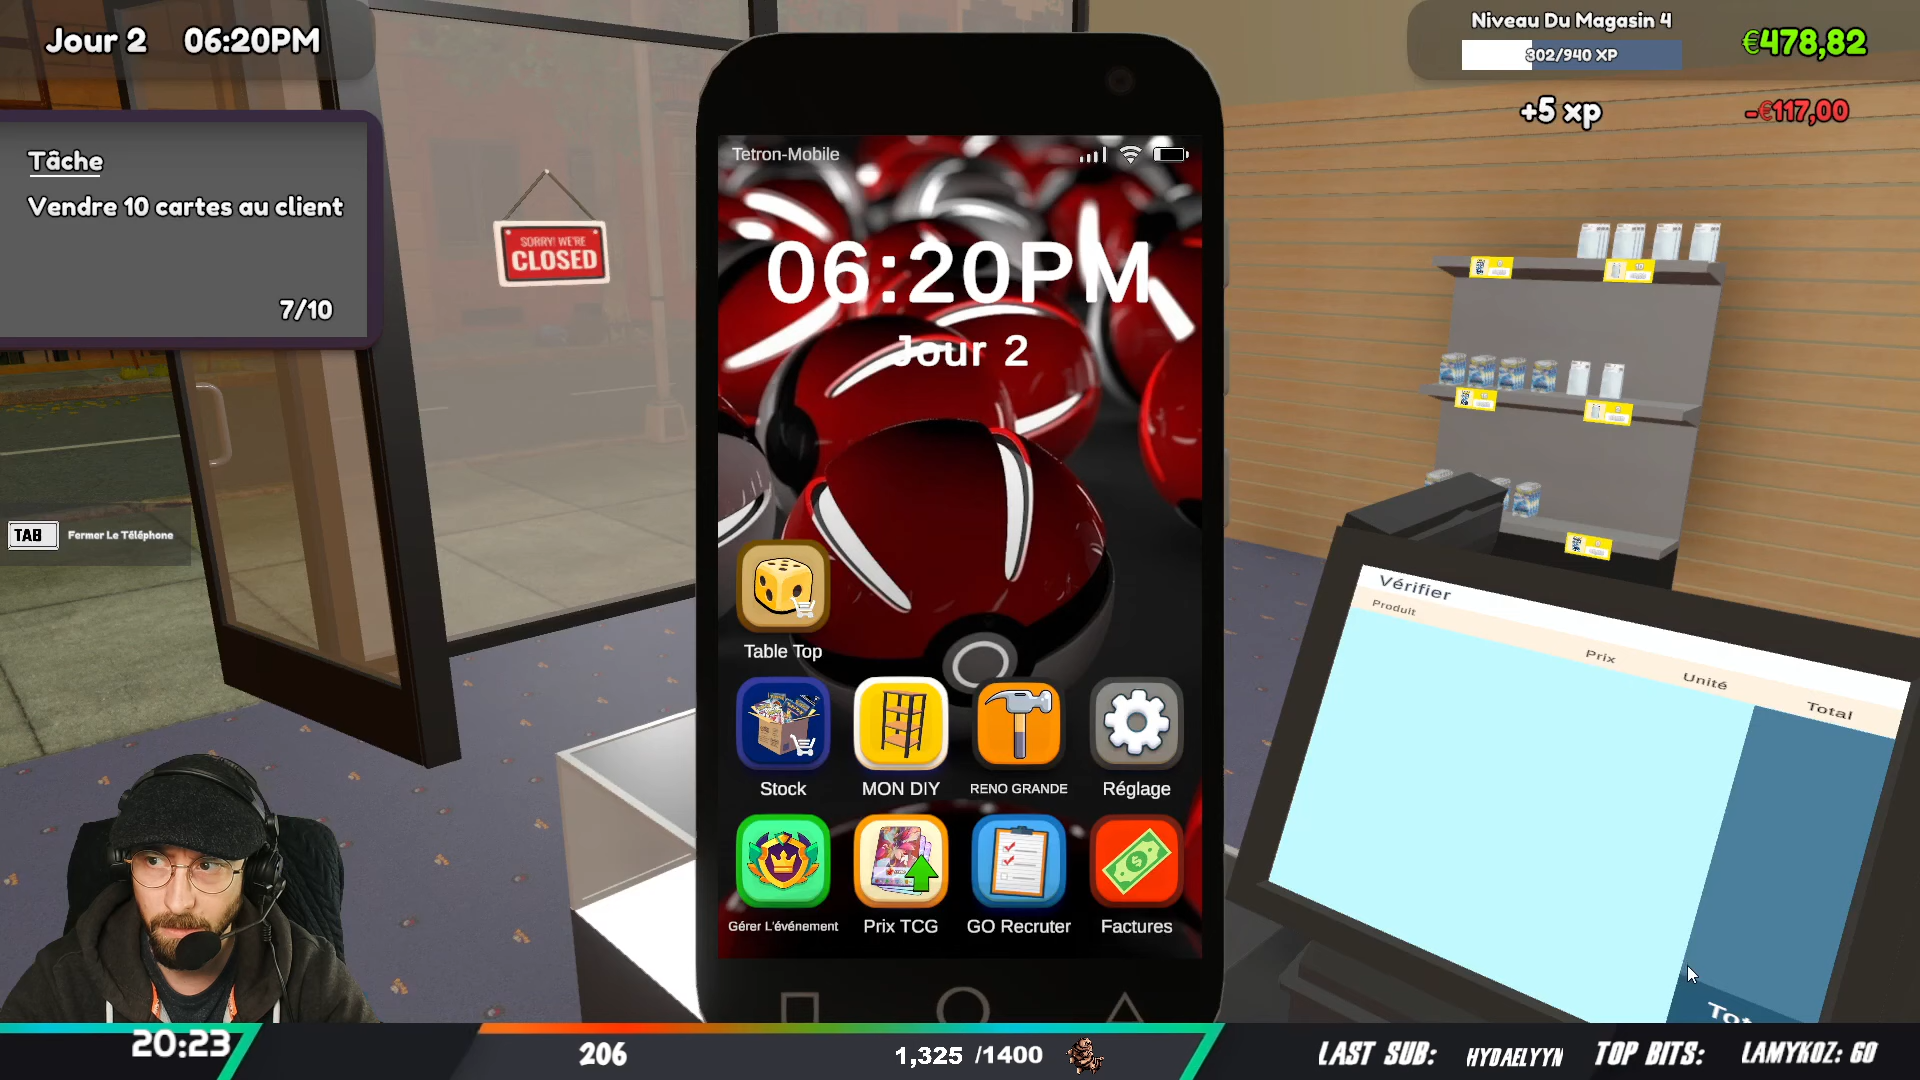 Jour 2 06:20PM
Niveau Du Magasin 4
302/940 XP
€478,82
+5 xp
-€117,00
Tâche
Vendre 10 cartes au client
7/10
SORRY! WE'RE
CLOSED
TAB Fermer Le Téléphone
Tetron-Mobile
06:20PM
Jour 2
Table Top
Stock
MON DIY
RENO GRANDE
Réglage
Gérer L'événement
Prix TCG
GO Recruter
Factures
Vérifier
Produit
Prix
Unité
Total
20:23
206
1,325 /1400
LAST SUB: HYDAELYYN
TOP BITS: LAMYKOZ: 60